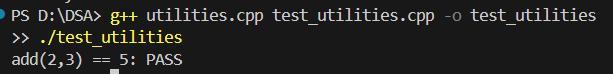 PS D:\DSA> g++ utilities.cpp test_utilities.cpp -o test_utilities
>> ./test_utilities
add(2,3) == 5: PASS